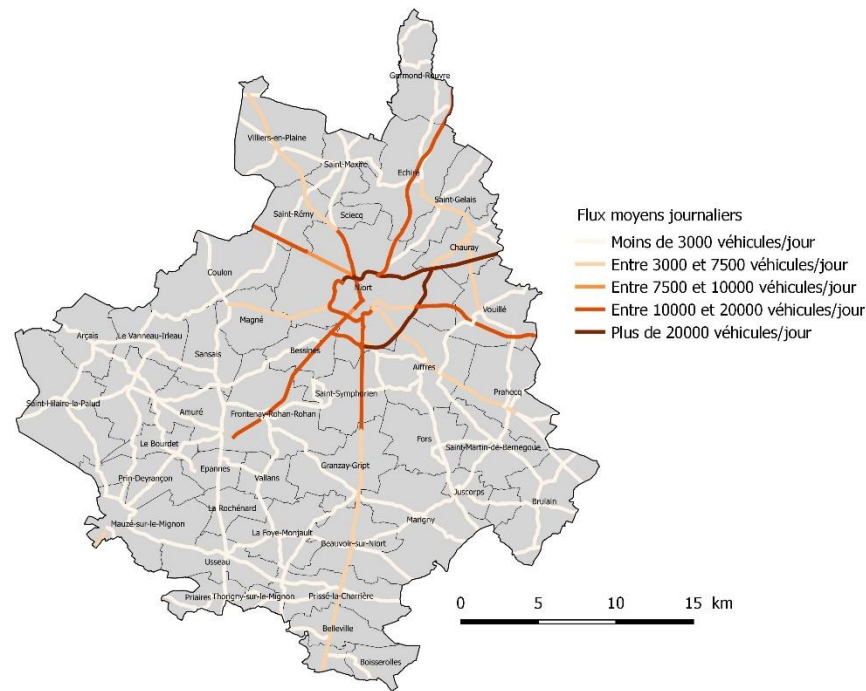 Germond-Rouvre
Villiers-en-Plaine
Saint-Maxire
Echiré
Saint-Gelais
Saint-Rémy
Sciecq
Chauray
Coulon
Niort
Vouillé
Magné
Arçais
Le Vanneau-Irleau
Sansais
Bessines
Aiffres
Saint-Symphorien
Prahecq
Saint-Hilaire-la-Palud
Amuré
Frontenay-Rohan-Rohan
Le Bourdet
Fors
Saint-Martin-de-Bernegoue
Epannes
Vallans
Granzay-Gript
Prin-Deyrançon
Juscorps
Brulain
La Rochénard
Mauzé-sur-le-Mignon
Marigny
La Foye-Monjault
Beauvoir-sur-Niort
Usseau
Priaires
Thorigny-sur-le-Mignon
Prissé-la-Charrière
Belleville
Boisserolles
Flux moyens journaliers
Moins de 3000 véhicules/jour
Entre 3000 et 7500 véhicules/jour
Entre 7500 et 10000 véhicules/jour
Entre 10000 et 20000 véhicules/jour
Plus de 20000 véhicules/jour
0 5 10 15 km